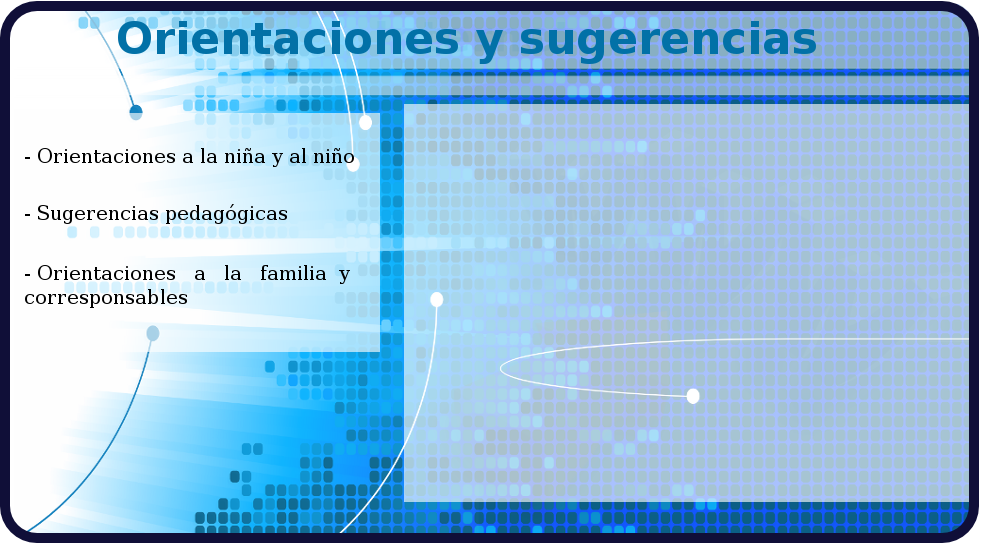 Orientaciones y sugerencias
- Orientaciones a la niña y al niño
- Sugerencias pedagógicas
- Orientaciones a la familia y
corresponsables